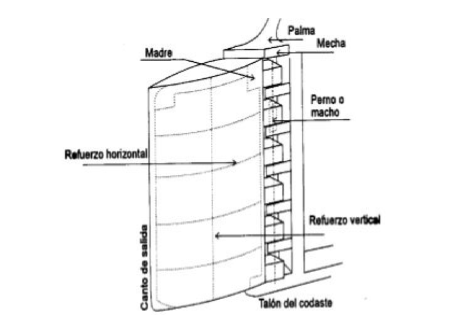 Palma
Mecha
Madre
Perno o
macho
Refuerzo horizontal
Refuerzo vertical
Canto de salida
Talón del codaste